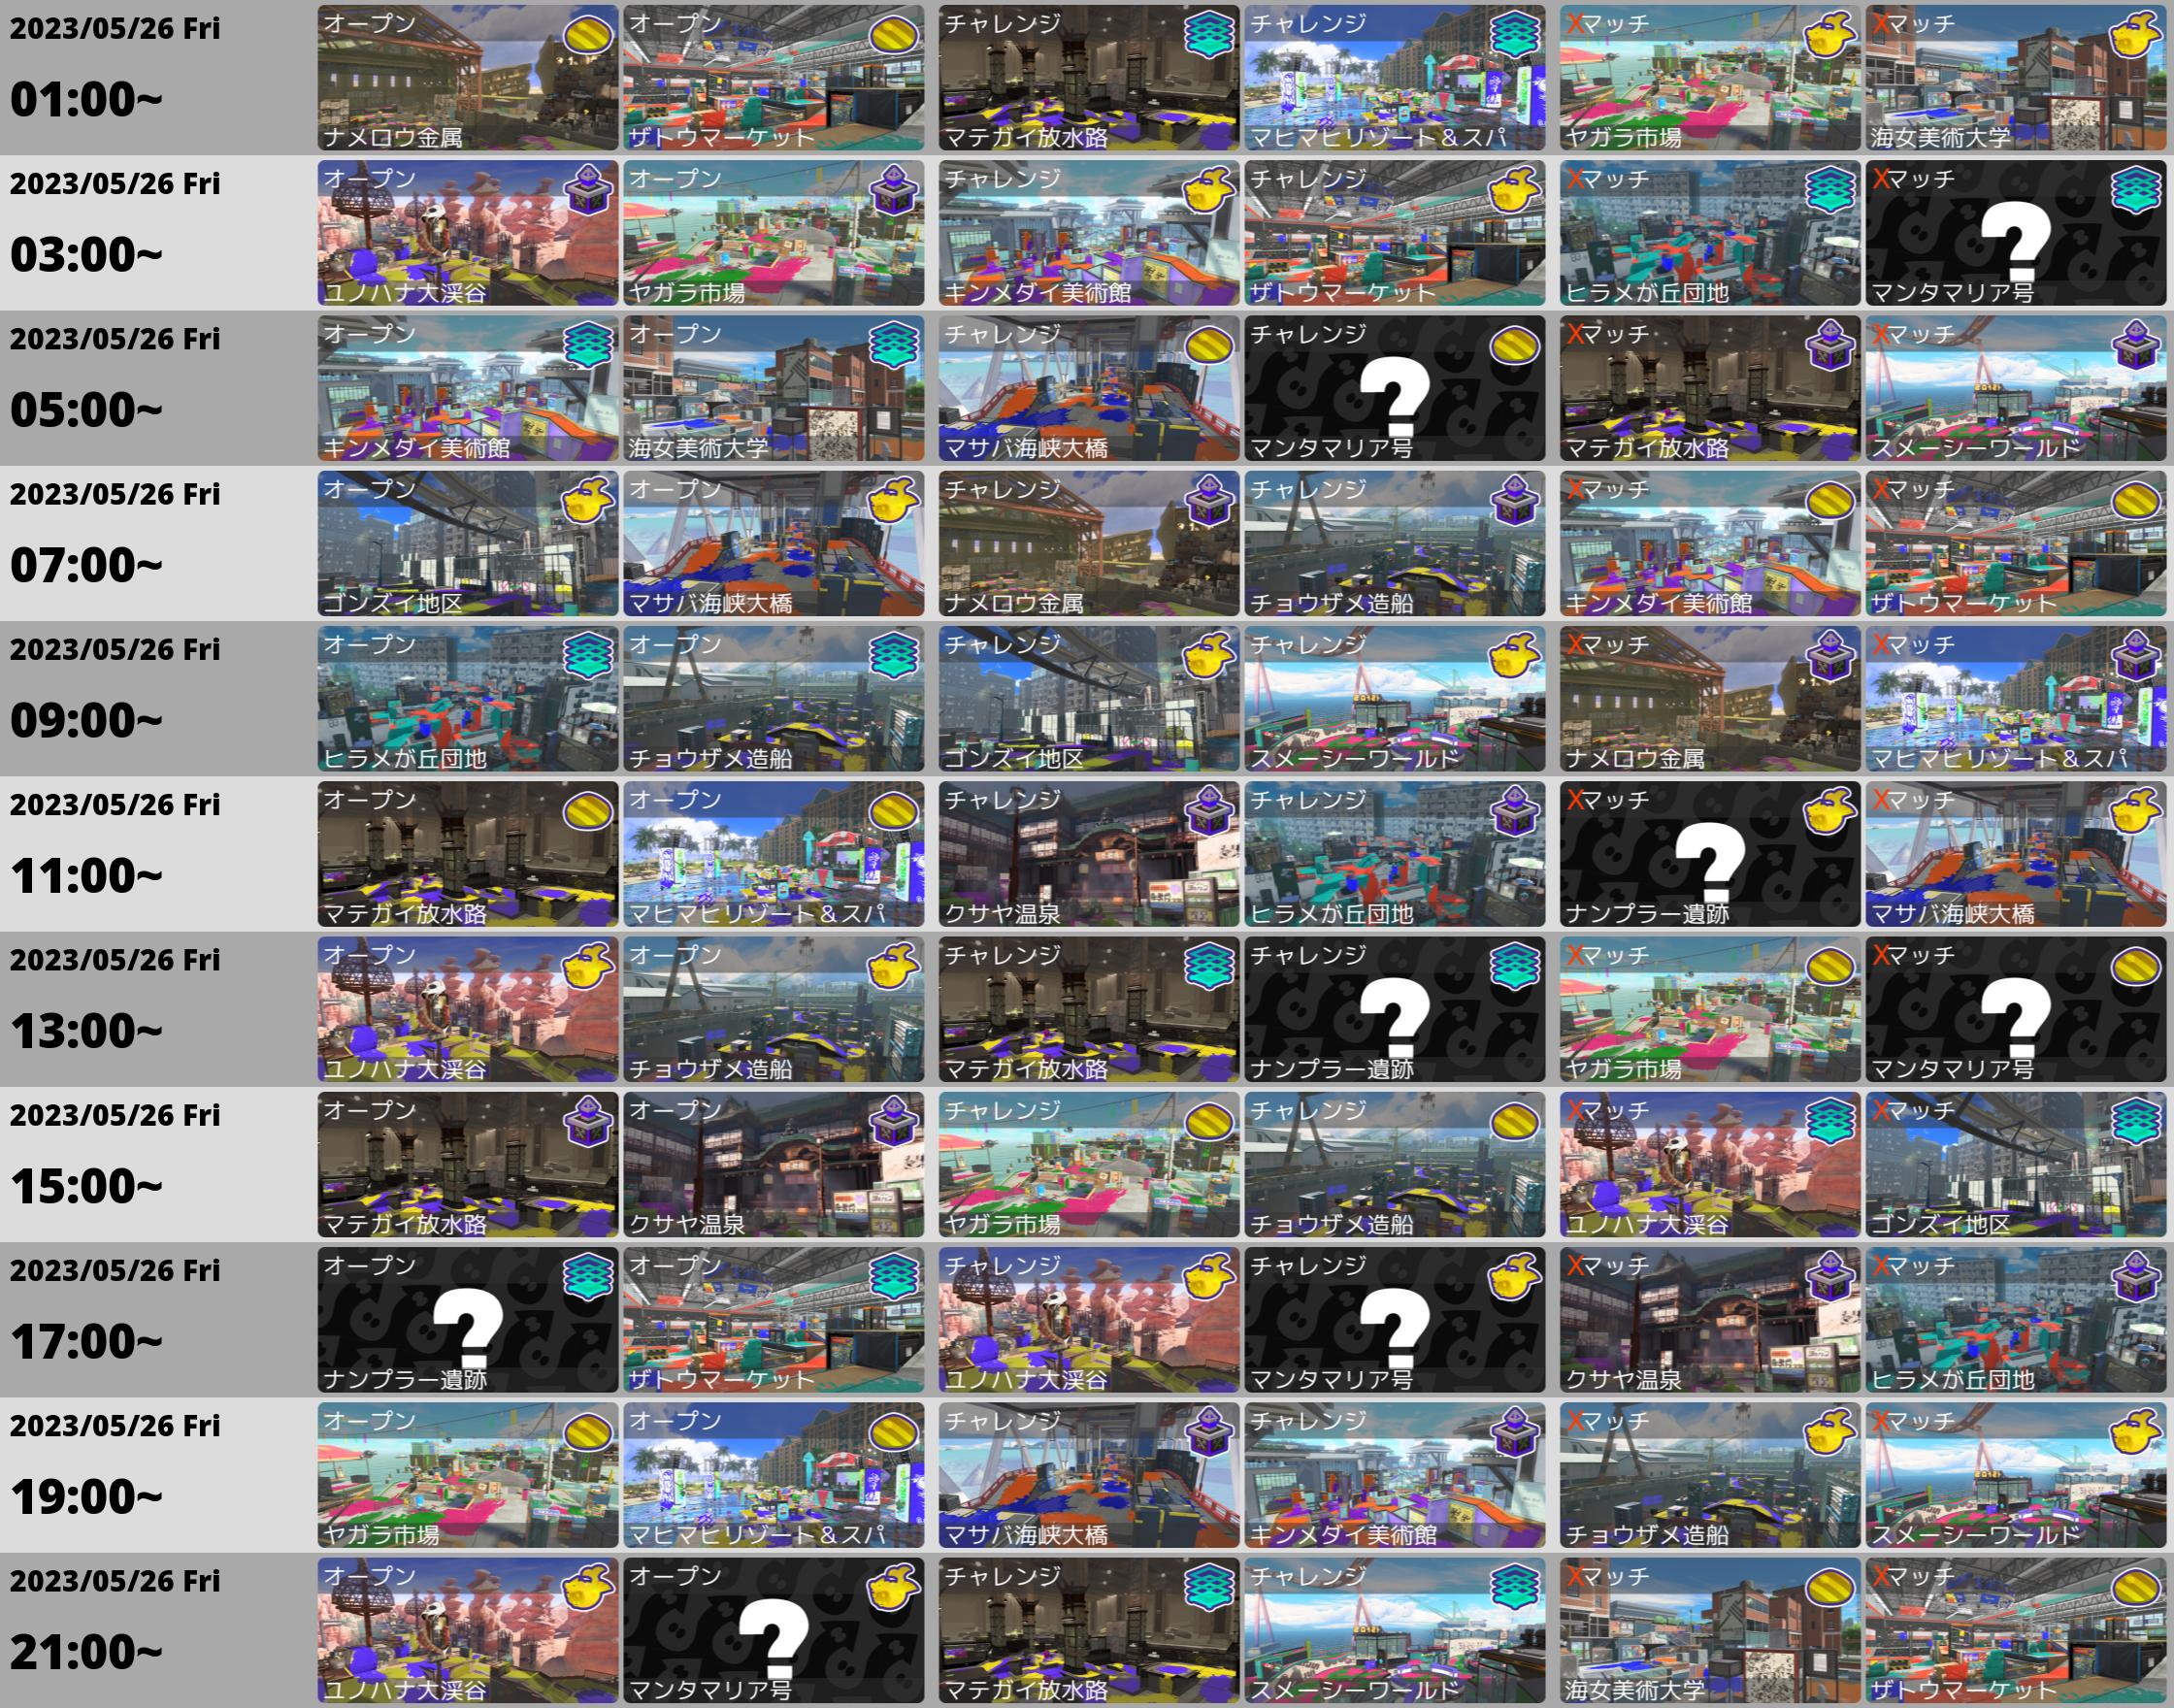 2023/05/26 Fri
01:00~
オープン オープン チャレンジ チャレンジ Xマッチ Xマッチ
ナメロウ金属 ザトウマーケット マテガイ放水路 マヒマヒリゾート&スパ ヤガラ市場 海女美術大学
2023/05/26 Fri
03:00~
オープン オープン チャレンジ チャレンジ Xマッチ Xマッチ
ユノハナ大渓谷 ヤガラ市場 キンメダイ美術館 ザトウマーケット ヒラメが丘団地 マンタマリア号
2023/05/26 Fri
05:00~
オープン オープン チャレンジ チャレンジ Xマッチ Xマッチ
キンメダイ美術館 海女美術大学 マサバ海峡大橋 マンタマリア号 マテガイ放水路 スメーシーワールド
2023/05/26 Fri
07:00~
オープン オープン チャレンジ チャレンジ Xマッチ Xマッチ
ゴンズイ地区 マサバ海峡大橋 ナメロウ金属 チョウザメ造船 キンメダイ美術館 ザトウマーケット
2023/05/26 Fri
09:00~
オープン オープン チャレンジ チャレンジ Xマッチ Xマッチ
ヒラメが丘団地 チョウザメ造船 ゴンズイ地区 スメーシーワールド ナメロウ金属 マヒマヒリゾート&スパ
2023/05/26 Fri
11:00~
オープン オープン チャレンジ チャレンジ Xマッチ Xマッチ
マテガイ放水路 マヒマヒリゾート&スパ クサヤ温泉 ヒラメが丘団地 ナンプラー遺跡 マサバ海峡大橋
2023/05/26 Fri
13:00~
オープン オープン チャレンジ チャレンジ Xマッチ Xマッチ
ユノハナ大渓谷 チョウザメ造船 マテガイ放水路 ナンプラー遺跡 ヤガラ市場 マンタマリア号
2023/05/26 Fri
15:00~
オープン オープン チャレンジ チャレンジ Xマッチ Xマッチ
マテガイ放水路 クサヤ温泉 ヤガラ市場 チョウザメ造船 ユノハナ大渓谷 ゴンズイ地区
2023/05/26 Fri
17:00~
オープン オープン チャレンジ チャレンジ Xマッチ Xマッチ
ナンプラー遺跡 ザトウマーケット ユノハナ大渓谷 マンタマリア号 クサヤ温泉 ヒラメが丘団地
2023/05/26 Fri
19:00~
オープン オープン チャレンジ チャレンジ Xマッチ Xマッチ
ヤガラ市場 マヒマヒリゾート&スパ マサバ海峡大橋 キンメダイ美術館 チョウザメ造船 スメーシーワールド
2023/05/26 Fri
21:00~
オープン オープン チャレンジ チャレンジ Xマッチ Xマッチ
ユノハナ大渓谷 マンタマリア号 マテガイ放水路 スメーシーワールド 海女美術大学 ザトウマーケット